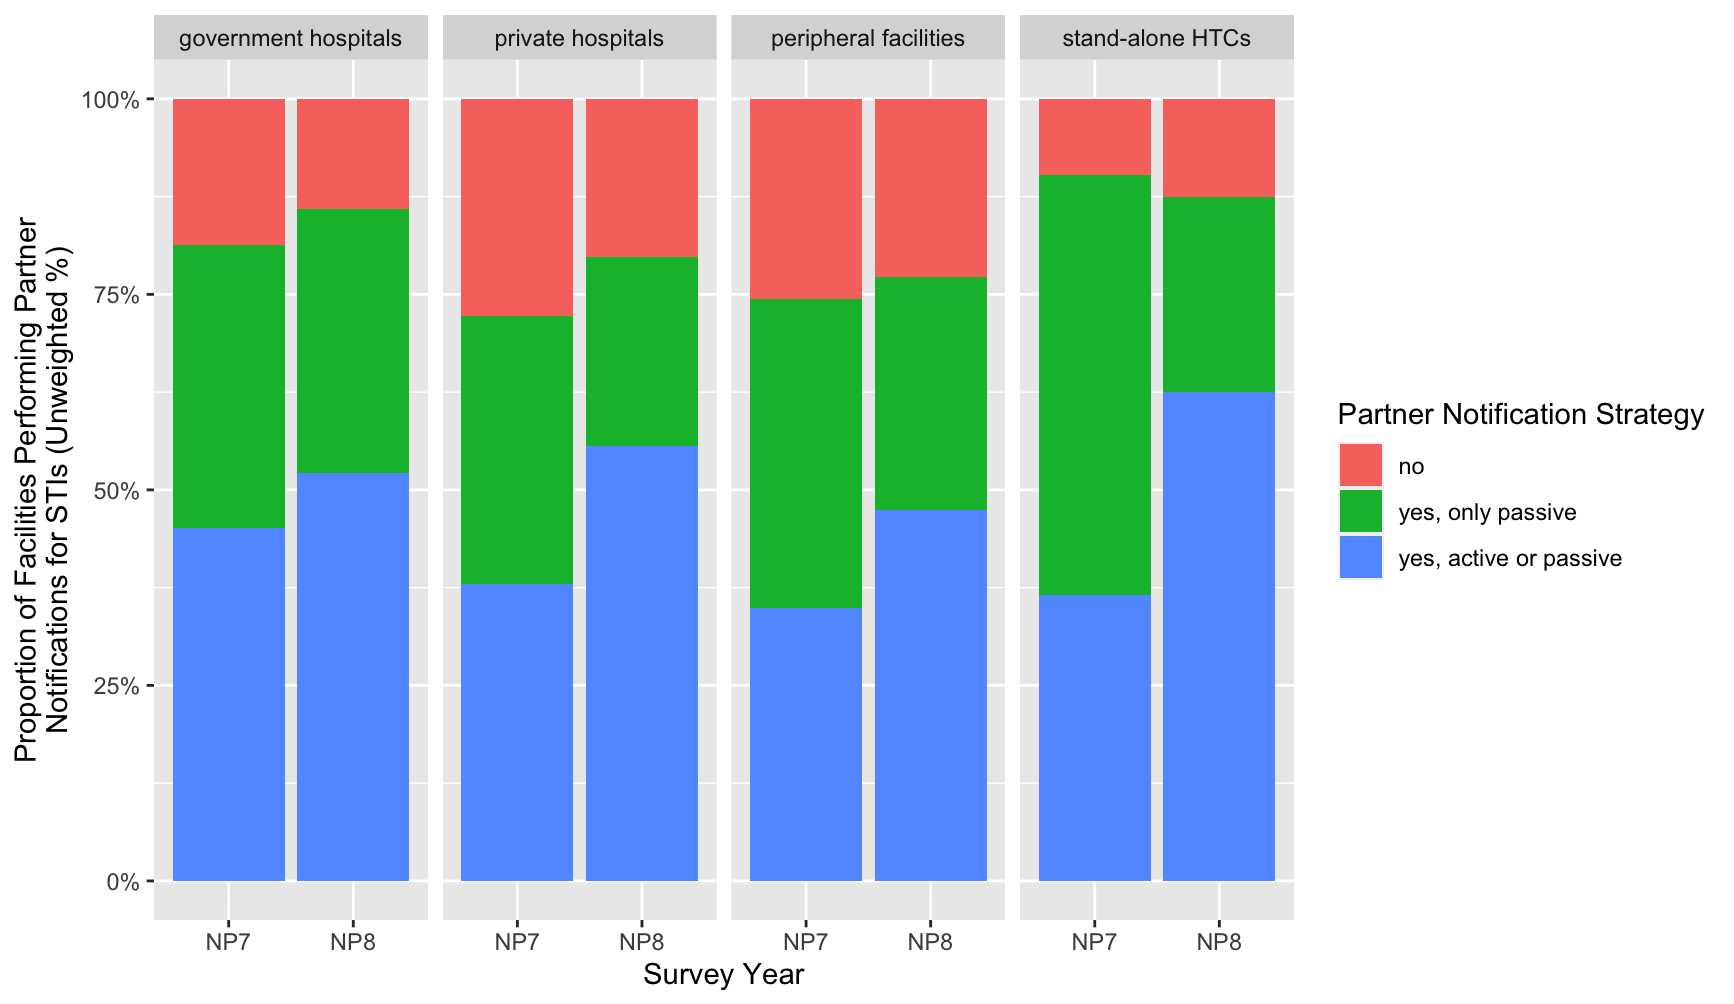 government hospitals
private hospitals
peripheral facilities
stand-alone HTCs
Proportion of Facilities Performing Partner
Notifications for STIs (Unweighted %)
100%
75%
50%
25%
0%
NP7
NP8
NP7
NP8
NP7
NP8
NP7
NP8
Survey Year
Partner Notification Strategy
no
yes, only passive
yes, active or passive